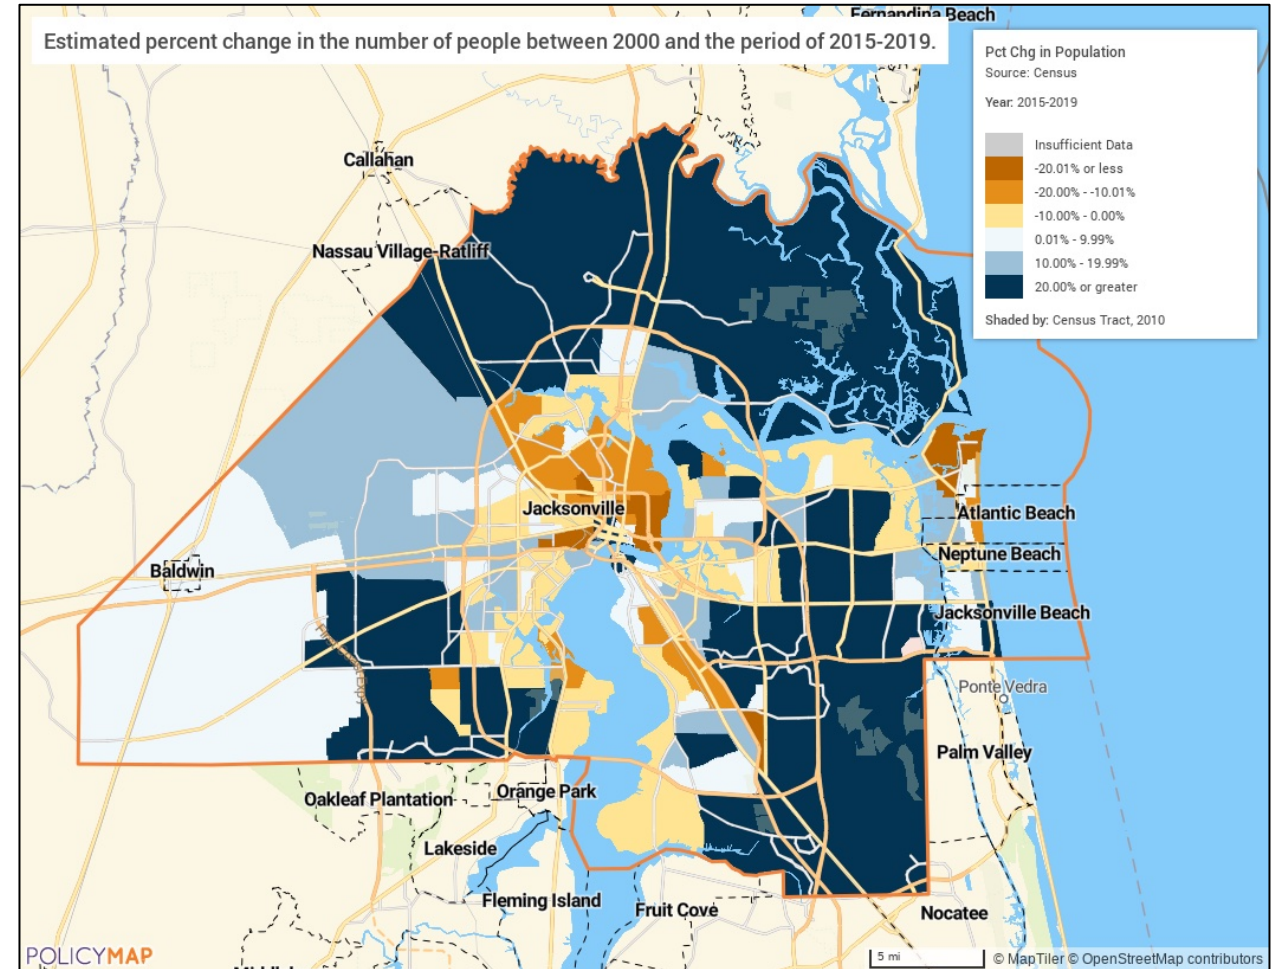 Fernandina Beach
Estimated percent change in the number of people between 2000 and the period of 2015-2019.
Pct Chg in Population
Source: Census
Year: 2015-2019
Insufficient Data
-20.01% or less
-20.00% - -10.01%
-10.00% - 0.00%
0.01% - 9.99%
10.00% - 19.99%
20.00% or greater
Shaded by: Census Tract, 2010
Callahan
Nassau Village-Ratliff
Jacksonville
Atlantic Beach
Neptune Beach
Baldwin
Jacksonville Beach
Ponte Vedra
Palm Valley
Orange Park
Oakleaf Plantation
Lakeside
Fleming Island
Fruit Cove
Nocatee
POLICYMAP
5 mi
© MapTiler © OpenStreetMap contributors